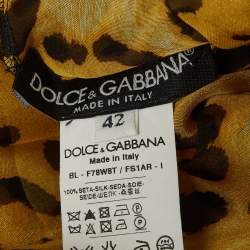 DOLCE & GABBANA
MADE IN ITALY
42
DOLCE & GABBANA
Made in Italy
BL - F78W8T / FS1AR - I
100% SETA-SILK-SEDA-SOIE-
SEIDE-WERK -